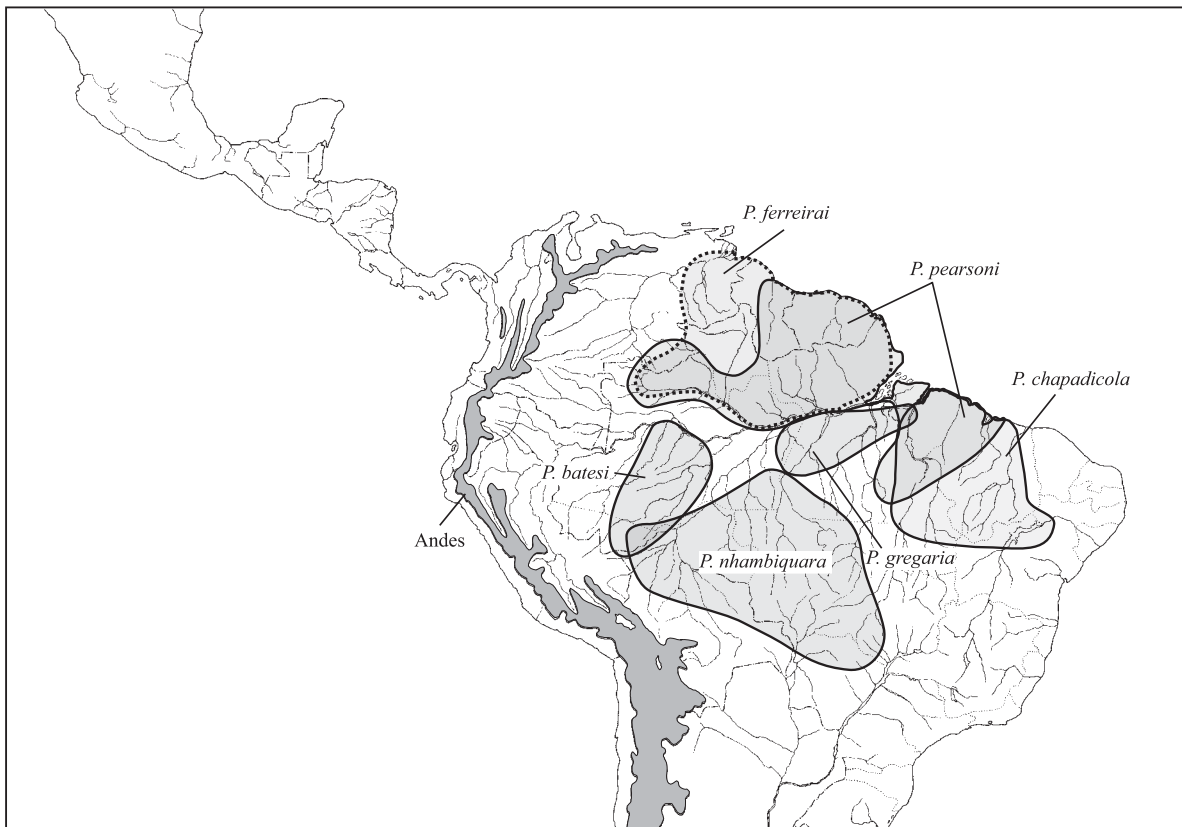 P. ferreirai
P. pearsoni
P. chapadicola
P. batesi
Andes
P. nhambiquara
P. gregaria